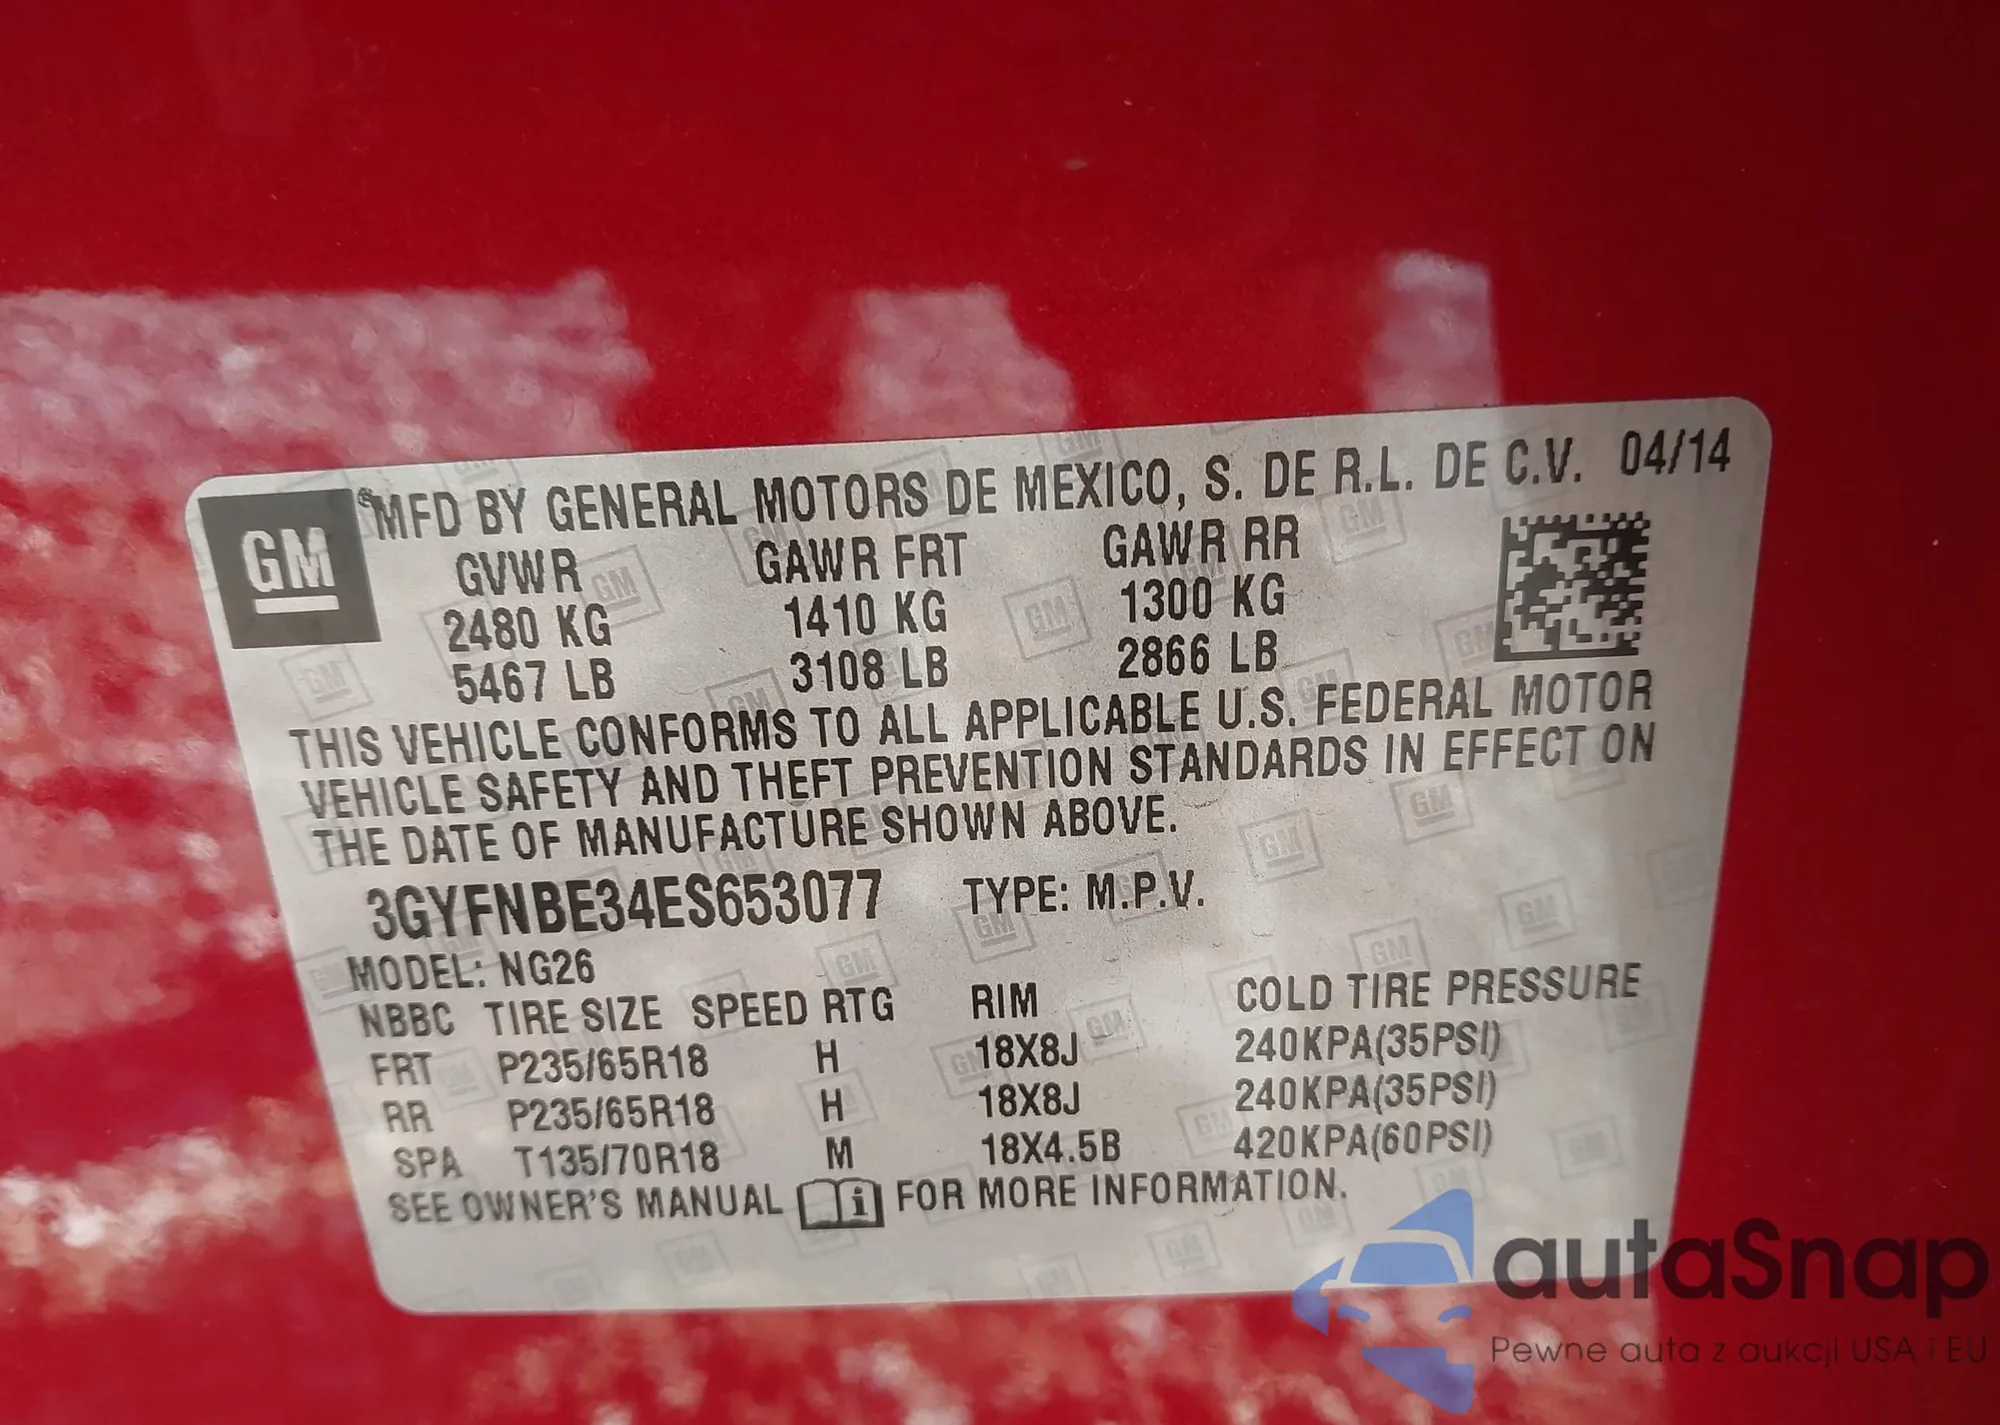 GM
MFD BY GENERAL MOTORS DE MEXICO, S. DE R.L. DE C.V. 04/14
GVWR GAWR FRT GAWR RR
2480 KG 1410 KG 1300 KG
5467 LB 3108 LB 2866 LB
THIS VEHICLE CONFORMS TO ALL APPLICABLE U.S. FEDERAL MOTOR
VEHICLE SAFETY AND THEFT PREVENTION STANDARDS IN EFFECT ON
THE DATE OF MANUFACTURE SHOWN ABOVE.
3GYFNBE34ES653077 TYPE: M.P.V.
MODEL: NG26
NBBC TIRE SIZE SPEED RTG RIM COLD TIRE PRESSURE
FRT P235/65R18 H 18X8J 240KPA(35PSI)
RR P235/65R18 H 18X8J 240KPA(35PSI)
SPA T135/70R18 M 18X4.5B 420KPA(60PSI)
SEE OWNER'S MANUAL i FOR MORE INFORMATION.
autaSnap
Pewne auta z aukcji USA i EU